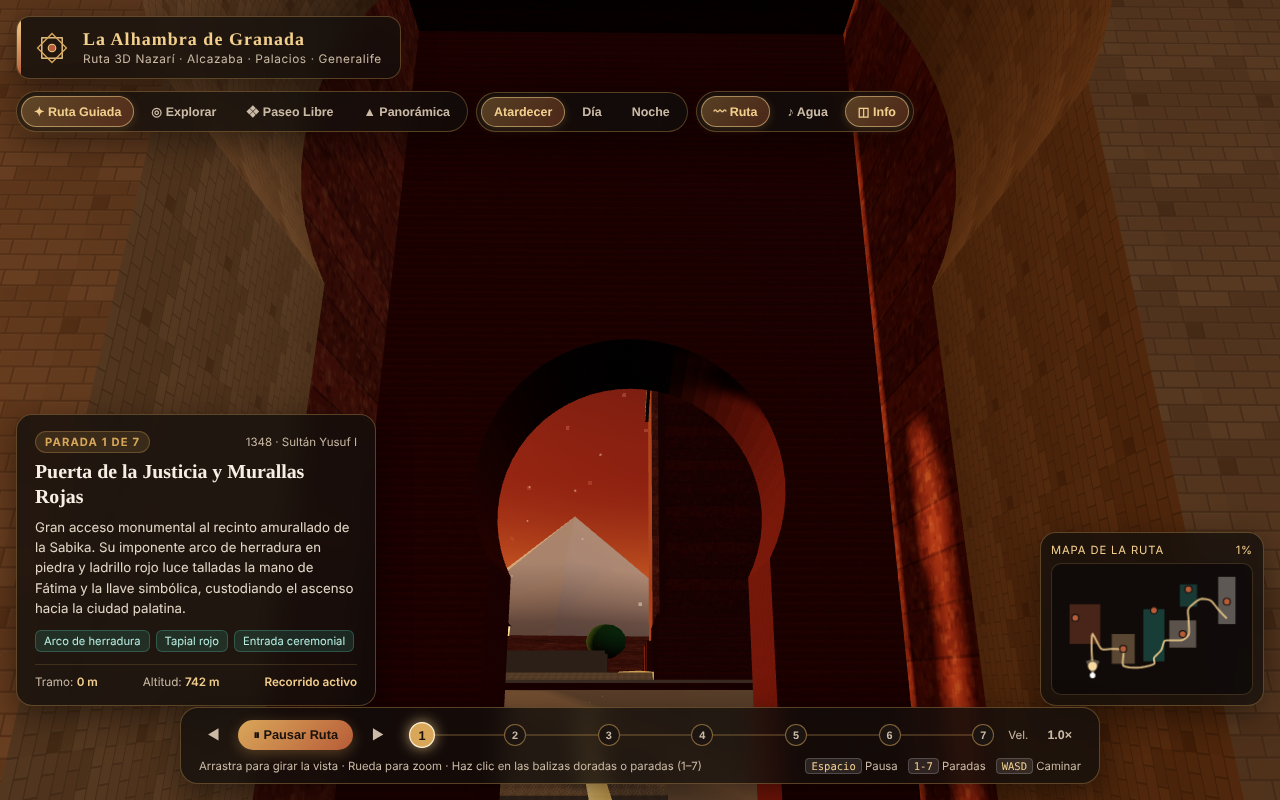 La Alhambra de Granada
Ruta 3D Nazarí · Alcazaba · Palacios · Generalife
✦ Ruta Guiada ◎ Explorar ❖ Paseo Libre ▲ Panorámica Atardecer Día Noche 〰 Ruta ♪ Agua ◫ Info
PARADA 1 DE 7 1348 · Sultán Yusuf I
Puerta de la Justicia y Murallas
Rojas
Gran acceso monumental al recinto amurallado de
la Sabika. Su imponente arco de herradura en
piedra y ladrillo rojo luce talladas la mano de
Fátima y la llave simbólica, custodiando el ascenso
hacia la ciudad palatina.
Arco de herradura Tapial rojo Entrada ceremonial
Tramo: 0 m Altitud: 742 m Recorrido activo
MAPA DE LA RUTA 1%
◀ ⏸ Pausar Ruta ▶ 1 2 3 4 5 6 7 Vel. 1.0×
Arrastra para girar la vista · Rueda para zoom · Haz clic en las balizas doradas o paradas (1–7) Espacio Pausa 1-7 Paradas WASD Caminar